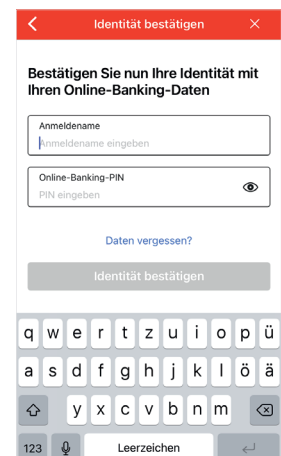 Identität bestätigen
Bestätigen Sie nun Ihre Identität mit
Ihren Online-Banking-Daten
Anmeldename
Anmeldename eingeben
Online-Banking-PIN
PIN eingeben
Daten vergessen?
Identität bestätigen
q w e r t z u i o p ü
a s d f g h j k l ö ä
y x c v b n m
123 Leerzeichen